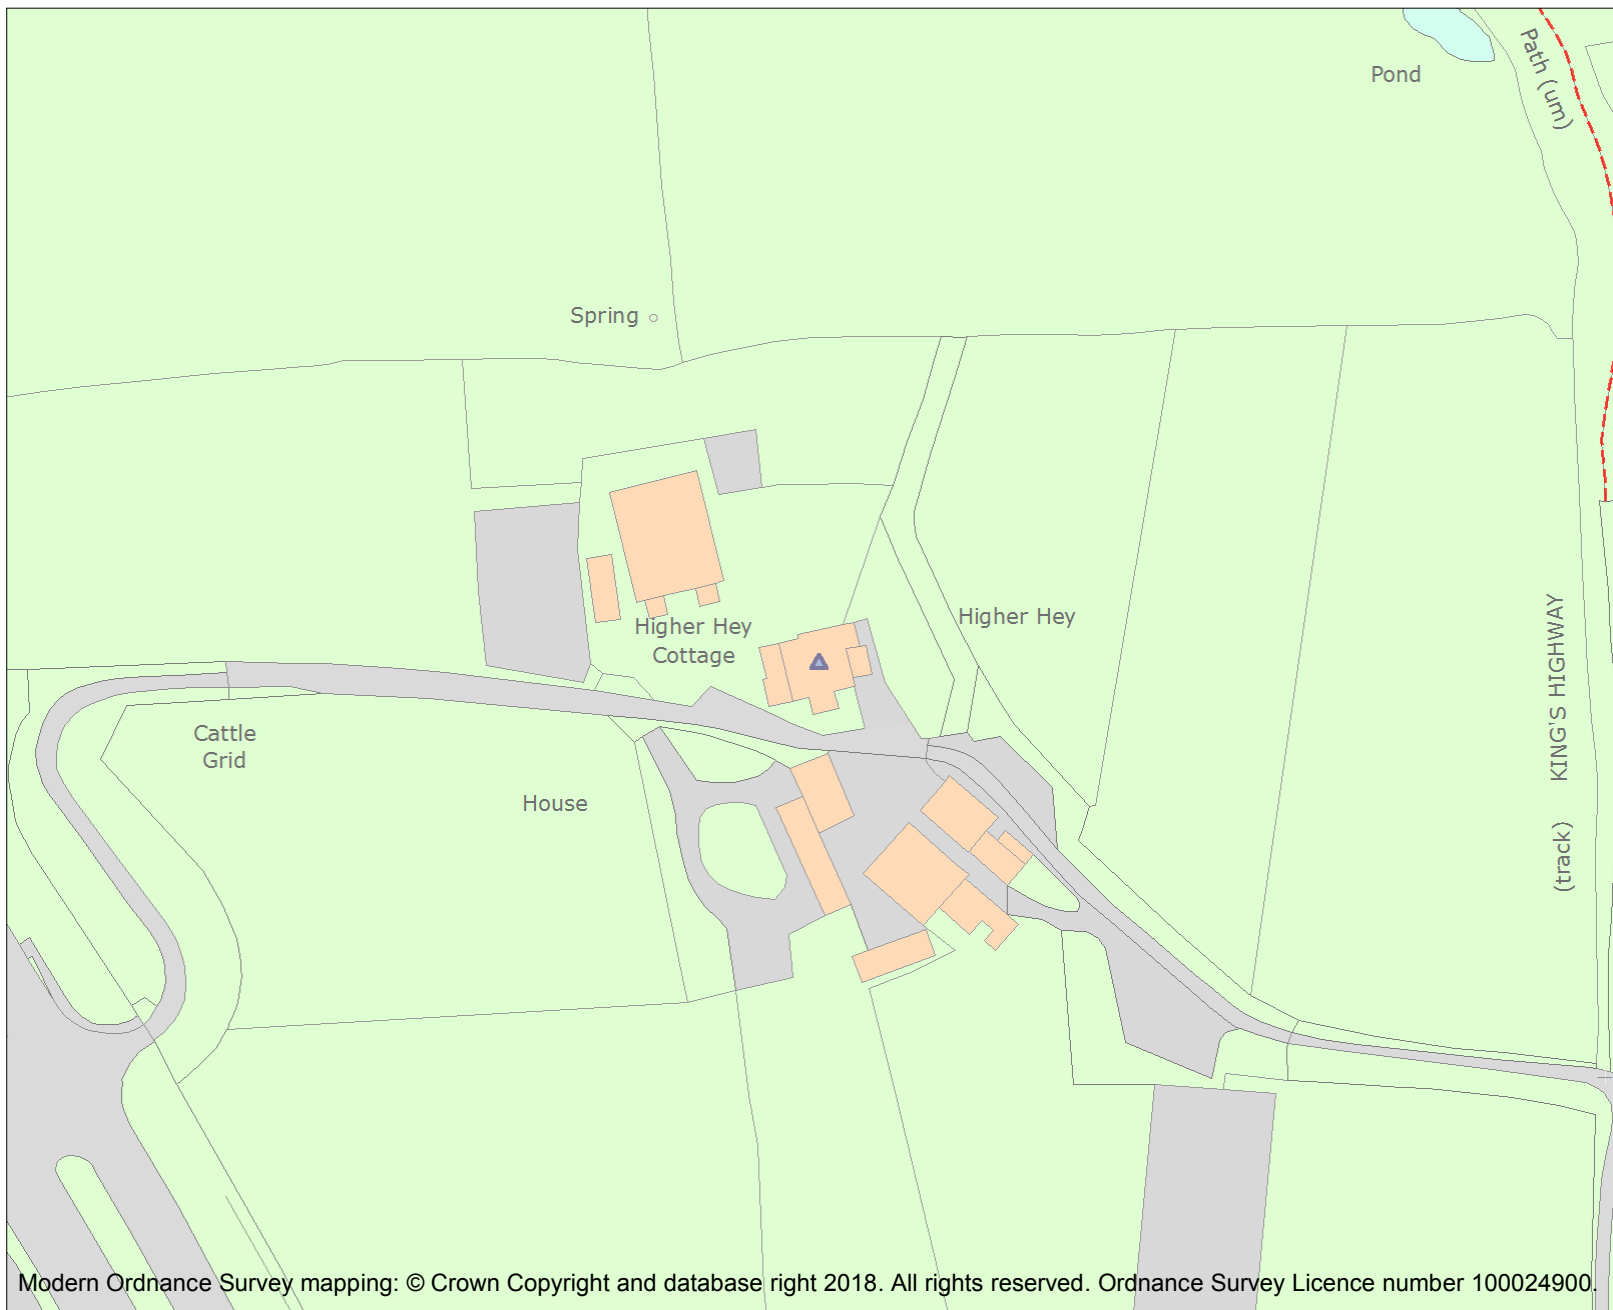 Path (um)
Pond
Spring
Higher Hey
Cottage
Higher Hey
KING'S HIGHWAY
(track)
Cattle
Grid
House
Modern Ordnance Survey mapping: © Crown Copyright and database right 2018. All rights reserved. Ordnance Survey Licence number 100024900.